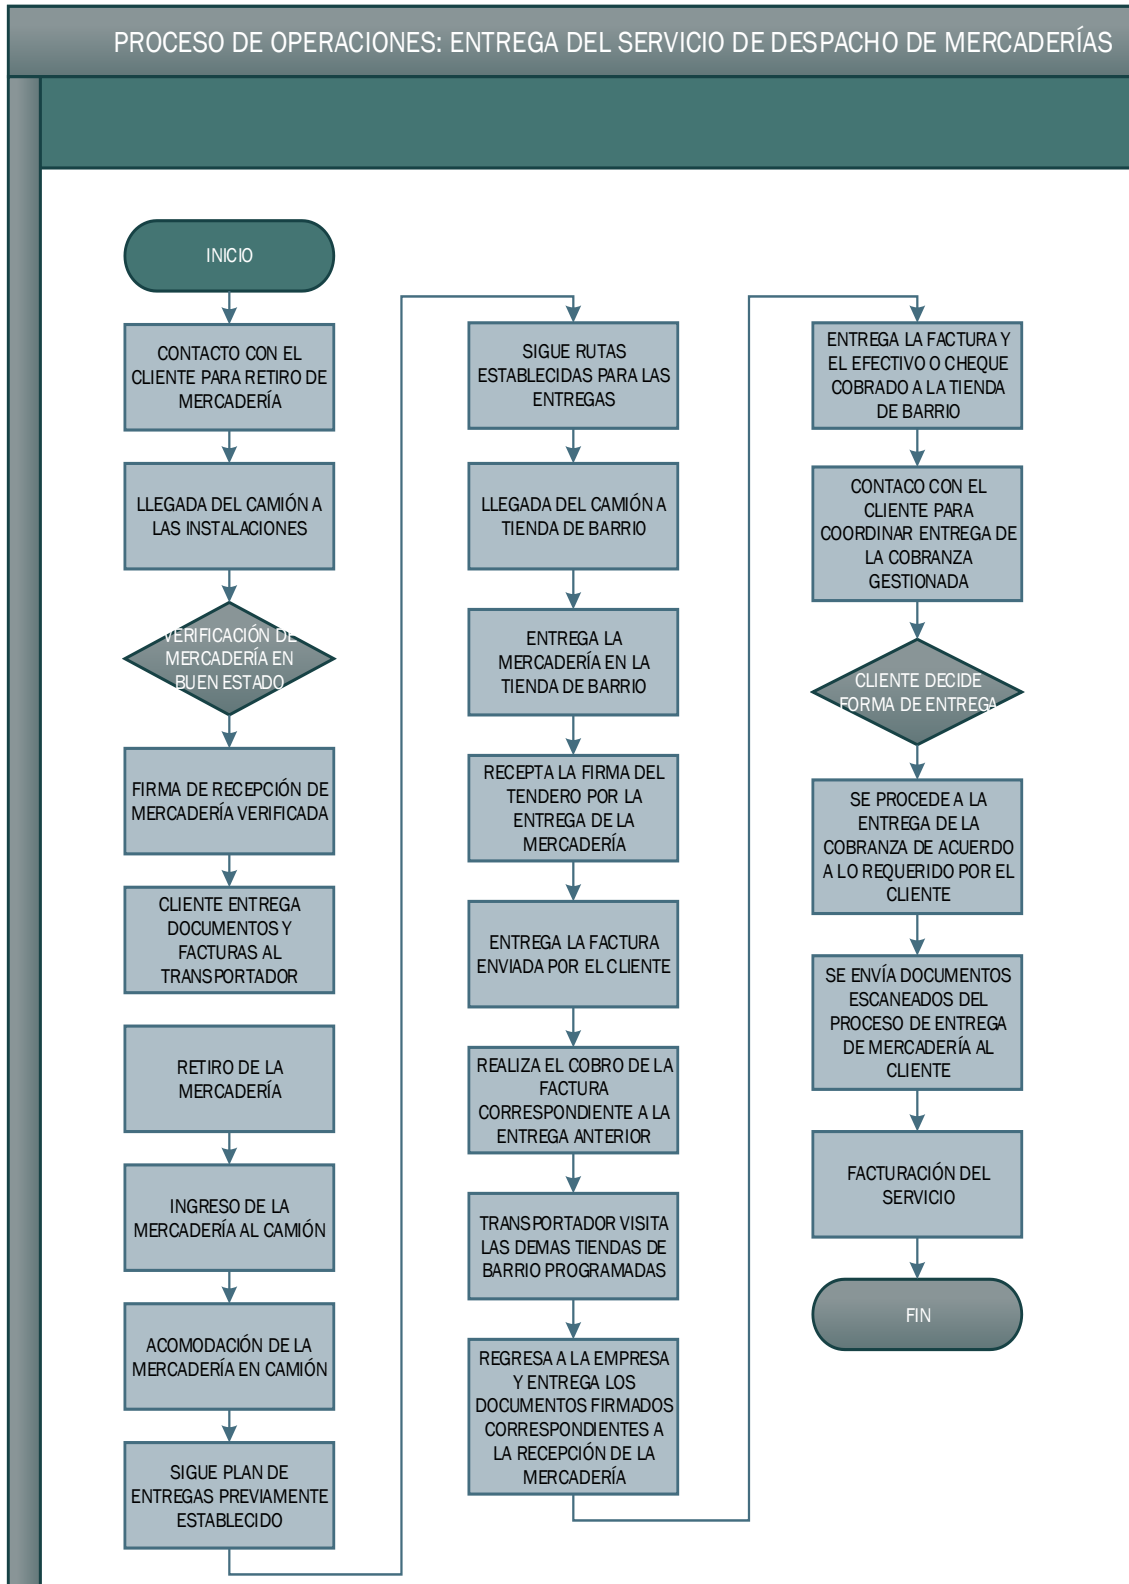 PROCESO DE OPERACIONES: ENTREGA DEL SERVICIO DE DESPACHO DE MERCADERÍAS
INICIO
CONTACTO CON EL
CLIENTE PARA RETIRO DE
MERCADERÍA
LLEGADA DEL CAMIÓN A
LAS INSTALACIONES
VERIFICACIÓN DE
MERCADERÍA EN
BUEN ESTADO
FIRMA DE RECEPCIÓN DE
MERCADERÍA VERIFICADA
CLIENTE ENTREGA
DOCUMENTOS Y
FACTURAS AL
TRANSPORTADOR
RETIRO DE LA
MERCADERÍA
INGRESO DE LA
MERCADERÍA AL CAMIÓN
ACOMODACIÓN DE LA
MERCADERÍA EN CAMIÓN
SIGUE PLAN DE
ENTREGAS PREVIAMENTE
ESTABLECIDO
SIGUE RUTAS
ESTABLECIDAS PARA LAS
ENTREGAS
LLEGADA DEL CAMIÓN A
TIENDA DE BARRIO
ENTREGA LA
MERCADERÍA EN LA
TIENDA DE BARRIO
RECEPTA LA FIRMA DEL
TENDERO POR LA
ENTREGA DE LA
MERCADERÍA
ENTREGA LA FACTURA
ENVIADA POR EL CLIENTE
REALIZA EL COBRO DE LA
FACTURA
CORRESPONDIENTE A LA
ENTREGA ANTERIOR
TRANSPORTADOR VISITA
LAS DEMAS TIENDAS DE
BARRIO PROGRAMADAS
REGRESA A LA EMPRESA
Y ENTREGA LOS
DOCUMENTOS FIRMADOS
CORRESPONDIENTES A
LA RECEPCIÓN DE LA
MERCADERÍA
ENTREGA LA FACTURA Y
EL EFECTIVO O CHEQUE
COBRADO A LA TIENDA
DE BARRIO
CONTACO CON EL
CLIENTE PARA
COORDINAR ENTREGA DE
LA COBRANZA
GESTIONADA
CLIENTE DECIDE
FORMA DE ENTREGA
SE PROCEDE A LA
ENTREGA DE LA
COBRANZA DE ACUERDO
A LO REQUERIDO POR EL
CLIENTE
SE ENVÍA DOCUMENTOS
ESCANEADOS DEL
PROCESO DE ENTREGA
DE MERCADERÍA AL
CLIENTE
FACTURACIÓN DEL
SERVICIO
FIN